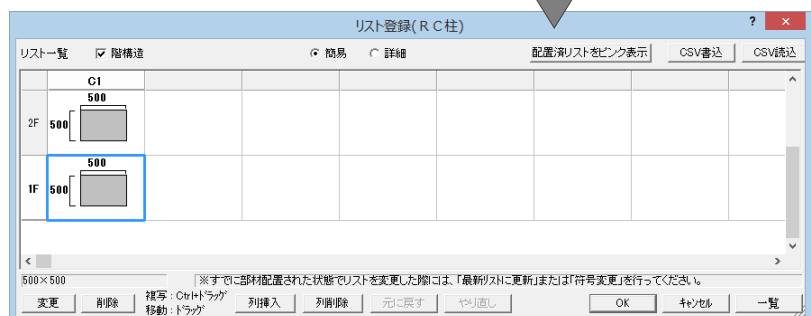 リスト登録(RC柱)
? ×
リスト一覧 階構造 簡易 詳細 配置済リストをピンク表示 CSV書込 CSV読込
C1
500
2F 500
500
1F 500
500×500 ※すでに部材配置された状態でリストを変更した際には、「最新リストに更新」または「符号変更」を行ってください。
変更 削除 複写:Ctrl+ドラッグ 列挿入 列削除 元に戻す やり直し OK キャンセル 一覧
移動:ドラッグ